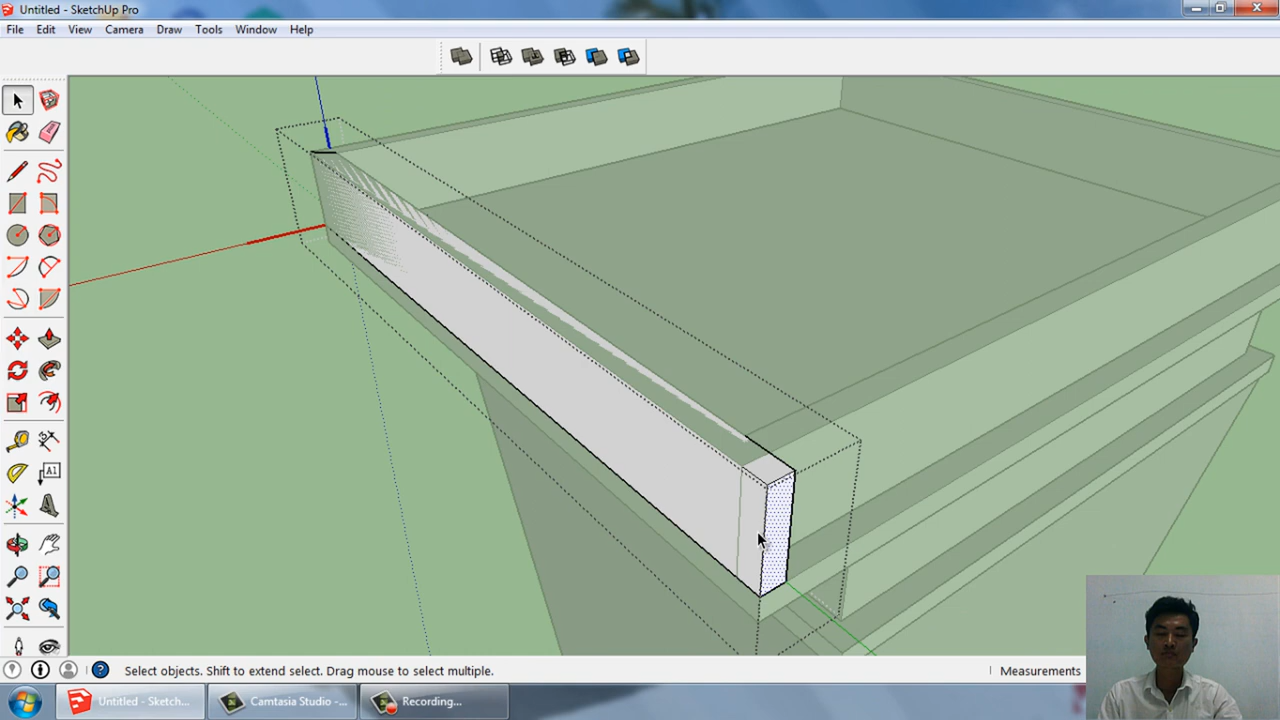 Untitled - SketchUp Pro
File Edit View Camera Draw Tools Window Help
A1
Select objects. Shift to extend select. Drag mouse to select multiple.
Measurements
Untitled - Sketch...
Camtasia Studio -...
Recording...